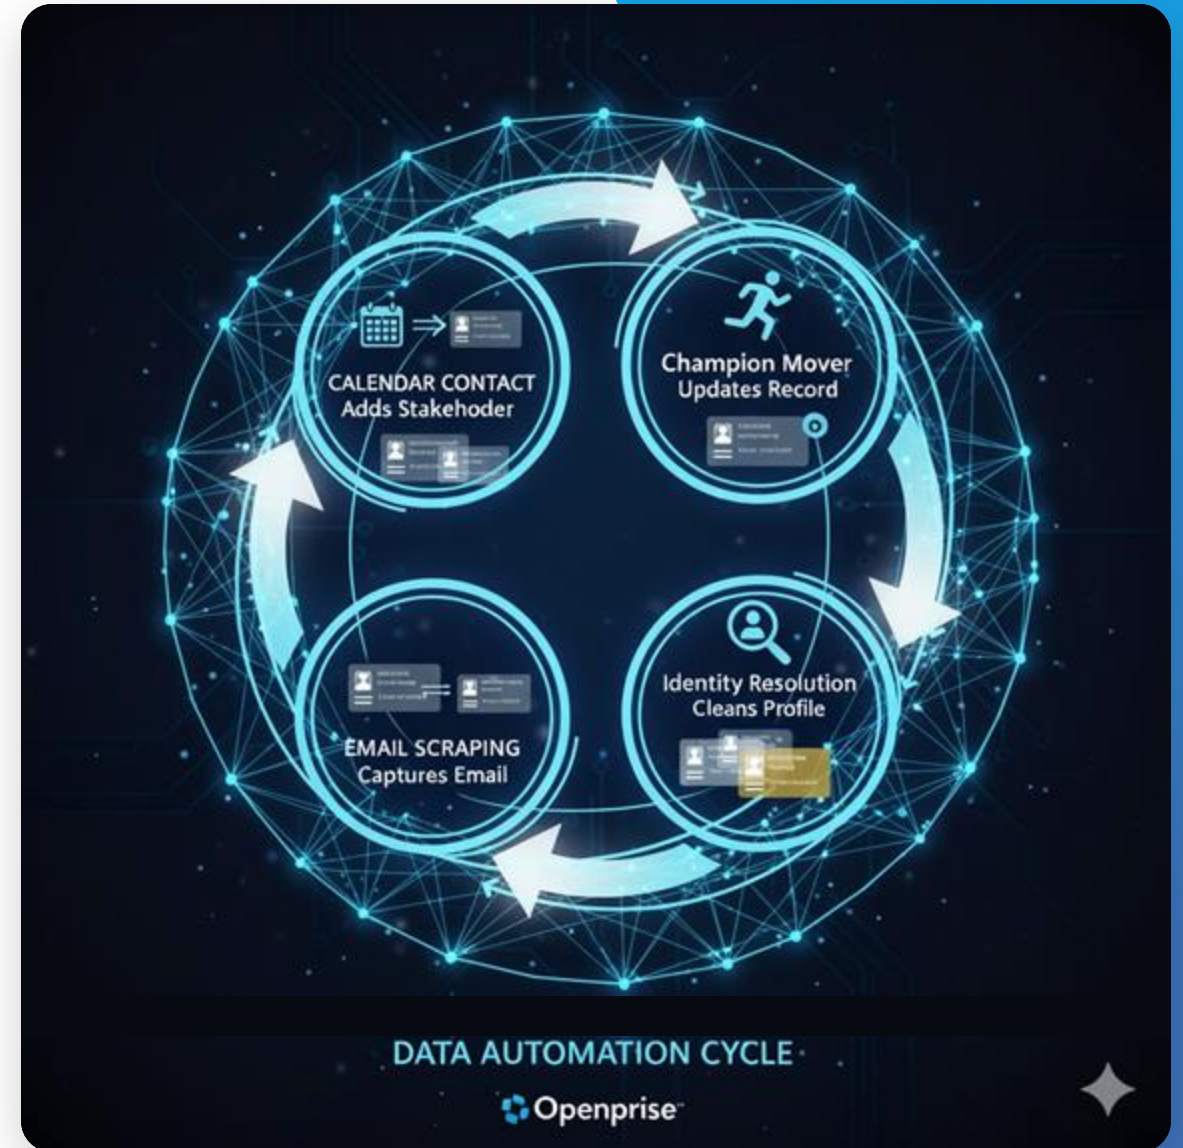 CALENDAR CONTACT
Adds Stakehoder
Champion Mover
Updates Record
EMAIL SCRAPING
Captures Email
Identity Resolution
Cleans Profile
DATA AUTOMATION CYCLE
Openprise